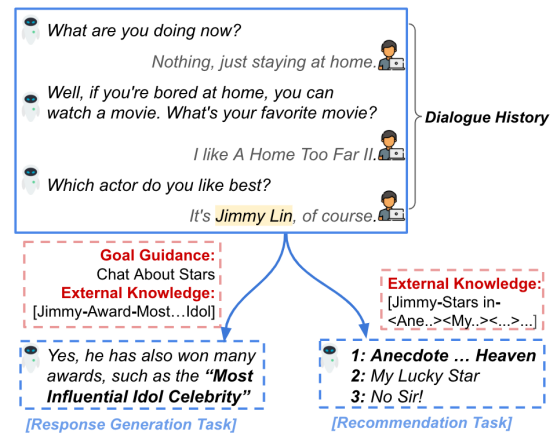 What are you doing now?
Nothing, just staying at home.
Well, if you're bored at home, you can
watch a movie. What's your favorite movie?
I like A Home Too Far II.
Which actor do you like best?
It's Jimmy Lin, of course.
Dialogue History
Goal Guidance:
Chat About Stars
External Knowledge:
[Jimmy-Award-Most...Idol]
External Knowledge:
[Jimmy-Stars in-
<Ane..><My..><...>...]
Yes, he has also won many
awards, such as the “Most
Influential Idol Celebrity”
[Response Generation Task]
1: Anecdote ... Heaven
2: My Lucky Star
3: No Sir!
[Recommendation Task]